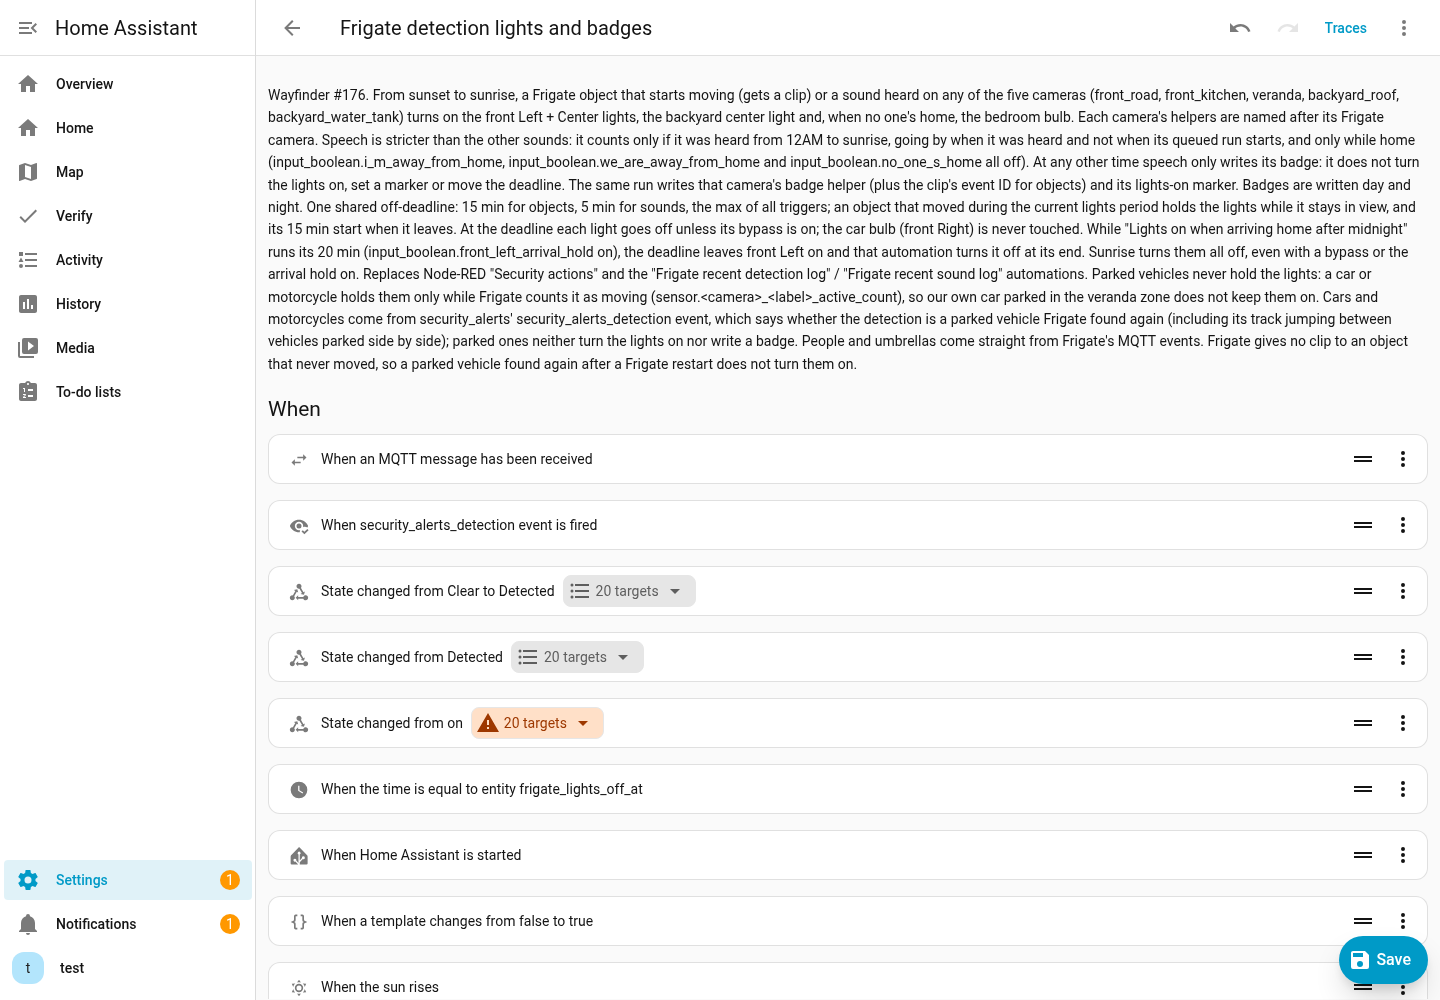 Home Assistant
Frigate detection lights and badges
Traces
Overview
Home
Map
Verify
Activity
History
Media
To-do lists
Settings
1
Notifications
1
t
test
Wayfinder #176. From sunset to sunrise, a Frigate object that starts moving (gets a clip) or a sound heard on any of the five cameras (front_road, front_kitchen, veranda, backyard_roof,
backyard_water_tank) turns on the front Left + Center lights, the backyard center light and, when no one's home, the bedroom bulb. Each camera's helpers are named after its Frigate
camera. Speech is stricter than the other sounds: it counts only if it was heard from 12AM to sunrise, going by when it was heard and not when its queued run starts, and only while home
(input_boolean.i_m_away_from_home, input_boolean.we_are_away_from_home and input_boolean.no_one_s_home all off). At any other time speech only writes its badge: it does not turn
the lights on, set a marker or move the deadline. The same run writes that camera's badge helper (plus the clip's event ID for objects) and its lights-on marker. Badges are written day and
night. One shared off-deadline: 15 min for objects, 5 min for sounds, the max of all triggers; an object that moved during the current lights period holds the lights while it stays in view, and
its 15 min start when it leaves. At the deadline each light goes off unless its bypass is on; the car bulb (front Right) is never touched. While "Lights on when arriving home after midnight"
runs its 20 min (input_boolean.front_left_arrival_hold on), the deadline leaves front Left on and that automation turns it off at its end. Sunrise turns them all off, even with a bypass or the
arrival hold on. Replaces Node-RED "Security actions" and the "Frigate recent detection log" / "Frigate recent sound log" automations. Parked vehicles never hold the lights: a car or
motorcycle holds them only while Frigate counts it as moving (sensor.<camera>_<label>_active_count), so our own car parked in the veranda zone does not keep them on. Cars and
motorcycles come from security_alerts' security_alerts_detection event, which says whether the detection is a parked vehicle Frigate found again (including its track jumping between
vehicles parked side by side); parked ones neither turn the lights on nor write a badge. People and umbrellas come straight from Frigate's MQTT events. Frigate gives no clip to an object
that never moved, so a parked vehicle found again after a Frigate restart does not turn them on.
When
When an MQTT message has been received
When security_alerts_detection event is fired
State changed from Clear to Detected
20 targets
State changed from Detected
20 targets
State changed from on
20 targets
When the time is equal to entity frigate_lights_off_at
When Home Assistant is started
When a template changes from false to true
When the sun rises
Save